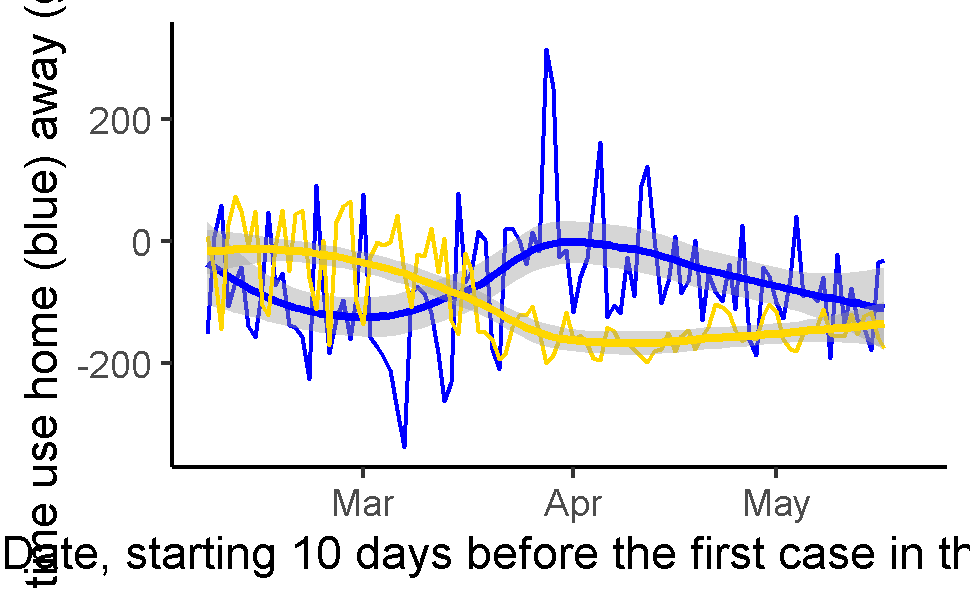 time use home (blue) away (
200
0
-200
Mar Apr May
Date, starting 10 days before the first case in